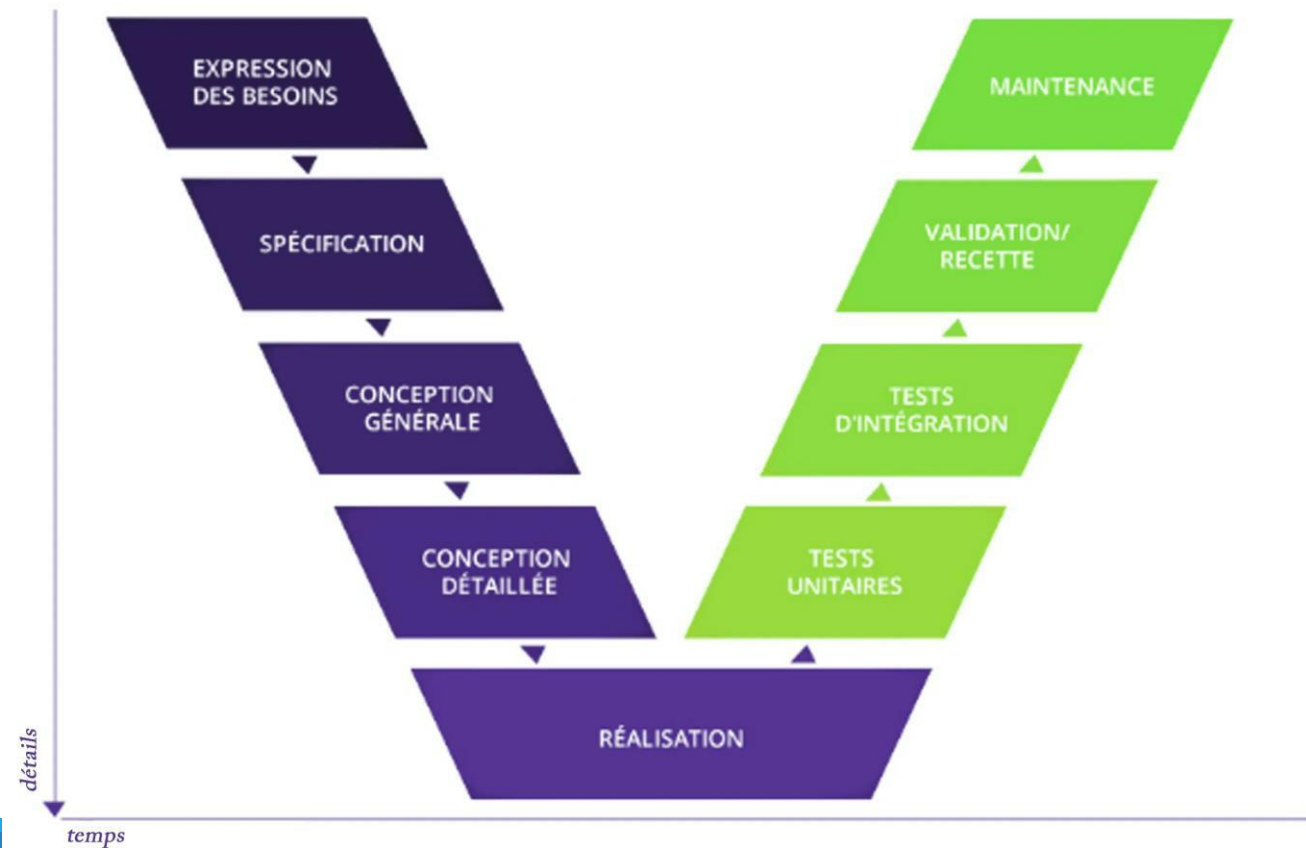 EXPRESSION
DES BESOINS
SPÉCIFICATION
CONCEPTION
GÉNÉRALE
CONCEPTION
DÉTAILLÉE
RÉALISATION
TESTS
UNITAIRES
TESTS
D'INTÉGRATION
VALIDATION/
RECETTE
MAINTENANCE
détails
temps